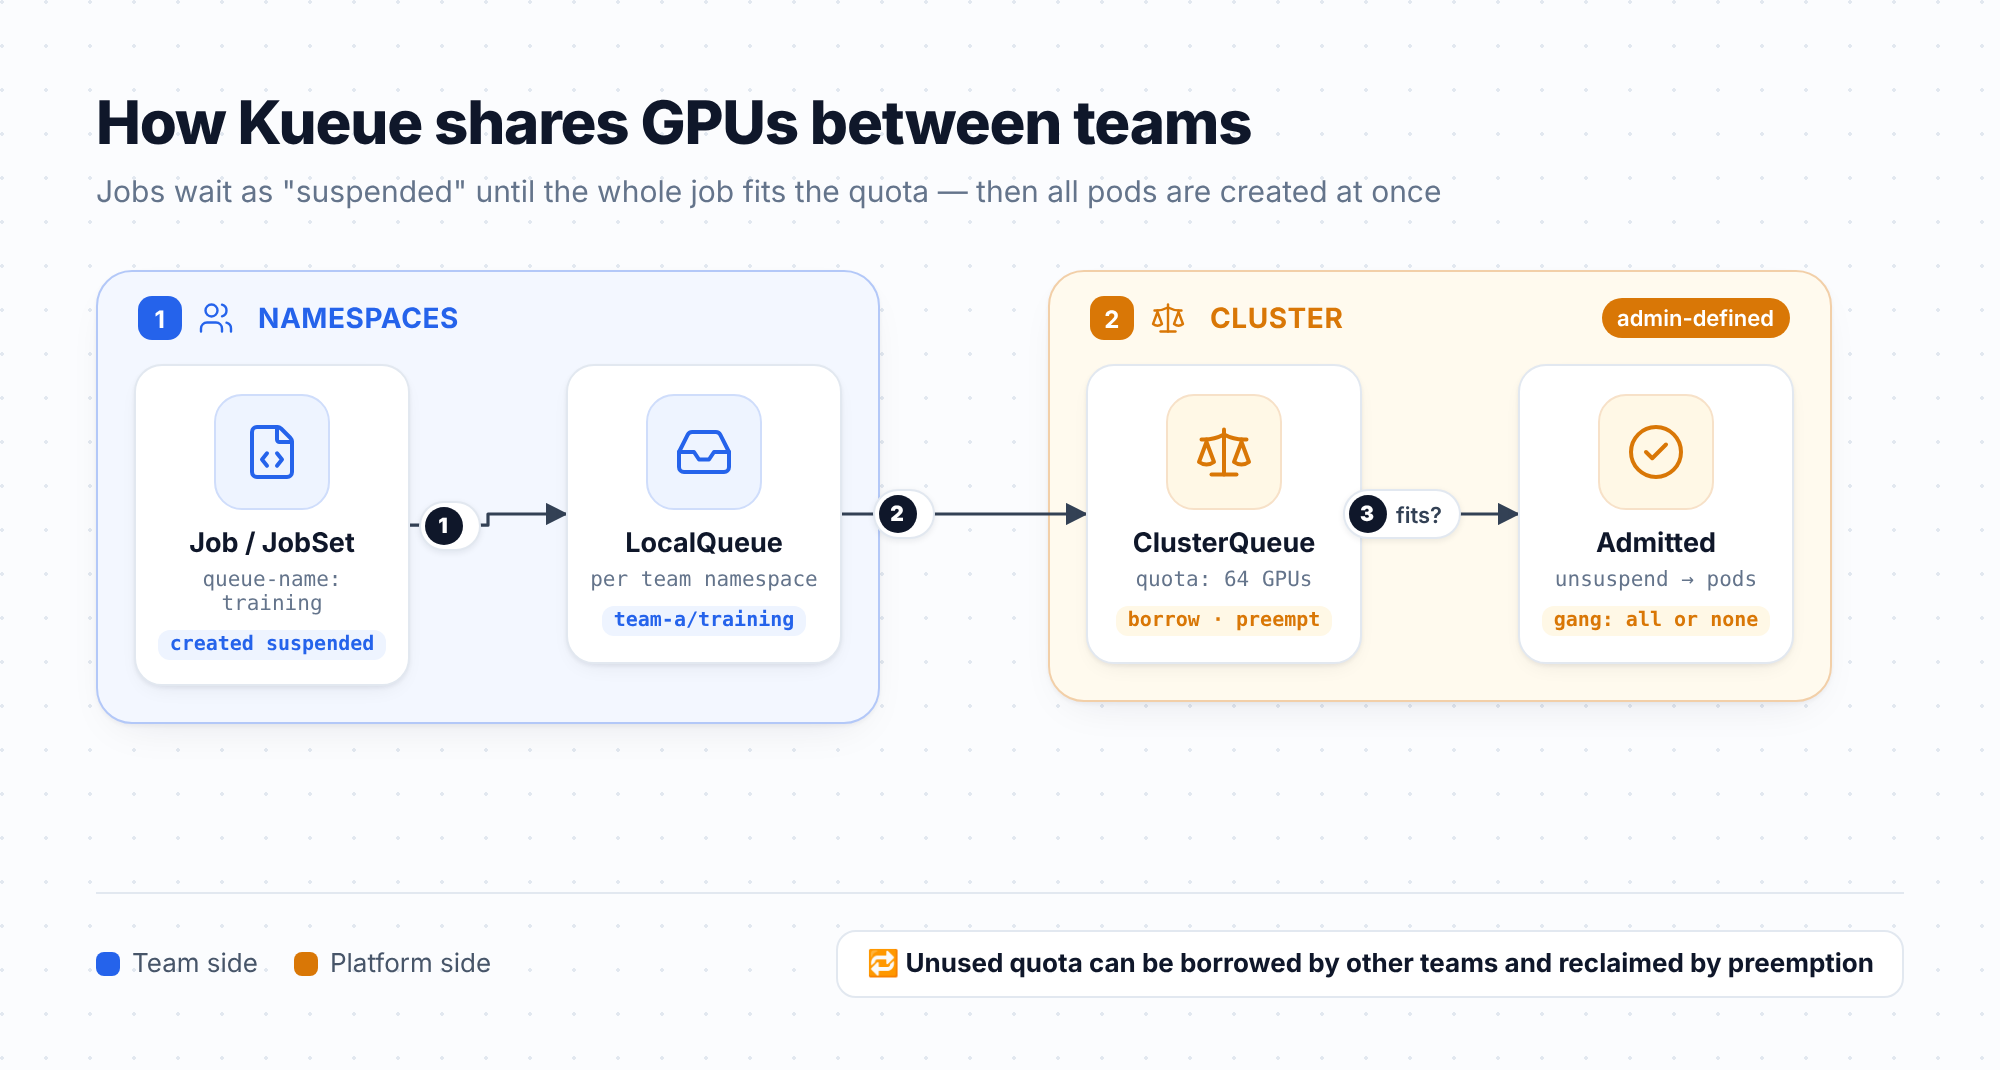 How Kueue shares GPUs between teams
Jobs wait as "suspended" until the whole job fits the quota — then all pods are created at once
1 NAMESPACES
2 CLUSTER
admin-defined
Job / JobSet
queue-name:
training
created suspended
1
LocalQueue
per team namespace
team-a/training
2
ClusterQueue
quota: 64 GPUs
borrow · preempt
3 fits?
Admitted
unsuspend → pods
gang: all or none
Team side
Platform side
🔁 Unused quota can be borrowed by other teams and reclaimed by preemption